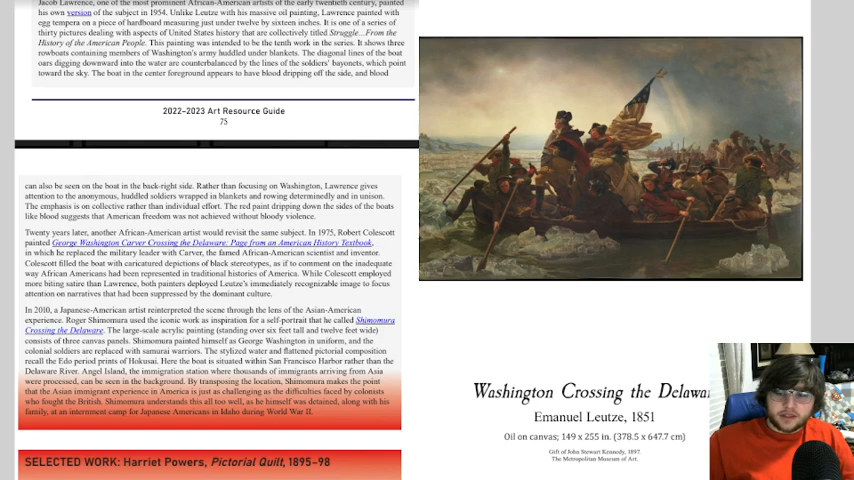 Jacob Lawrence, one of the most prominent African-American artists of the early twentieth century, painted
his own version of the subject in 1954. Unlike Leutze with his massive oil painting, Lawrence painted with
egg tempera on a piece of hardboard measuring just under twelve by sixteen inches. It is one of a series of
thirty pictures dealing with aspects of United States history that are collectively titled Struggle...From the
History of the American People. This painting was intended to be the tenth work in the series. It shows three
rowboats containing members of Washington's army huddled under blankets. The diagonal lines of the boat
oars digging downward into the water are counterbalanced by the lines of the soldiers' bayonets, which point
toward the sky. The boat in the center foreground appears to have blood dripping off the side, and blood
2022–2023 Art Resource Guide
75
can also be seen on the boat in the back-right side. Rather than focusing on Washington, Lawrence gives
attention to the anonymous, huddled soldiers wrapped in blankets and rowing determinedly and in unison.
The emphasis is on collective rather than individual effort. The red paint dripping down the sides of the boats
like blood suggests that American freedom was not achieved without bloody violence.
Twenty years later, another African-American artist would revisit the same subject. In 1975, Robert Colescott
painted George Washington Carver Crossing the Delaware: Page from an American History Textbook,
in which he replaced the military leader with Carver, the famed African-American scientist and inventor.
Colescott filled the boat with caricatured depictions of black stereotypes, as if to comment on the inadequate
way African Americans had been represented in traditional histories of America. While Colescott employed
more biting satire than Lawrence, both painters deployed Leutze's immediately recognizable image to focus
attention on narratives that had been suppressed by the dominant culture.
In 2010, a Japanese-American artist reinterpreted the scene through the lens of the Asian-American
experience. Roger Shimomura used the iconic work as inspiration for a self-portrait that he called Shimomura
Crossing the Delaware. The large-scale acrylic painting (standing over six feet tall and twelve feet wide)
consists of three canvas panels. Shimomura painted himself as George Washington in uniform, and the
colonial soldiers are replaced with samurai warriors. The stylized water and flattened pictorial composition
recall the Edo period prints of Hokusai. Here the boat is situated within San Francisco Harbor rather than the
Delaware River. Angel Island, the immigration station where thousands of immigrants arriving from Asia
were processed, can be seen in the background. By transposing the location, Shimomura makes the point
that the Asian immigrant experience in America is just as challenging as the difficulties faced by colonists
who fought the British. Shimomura understands this all too well, as he himself was detained, along with his
family, at an internment camp for Japanese Americans in Idaho during World War II.
SELECTED WORK: Harriet Powers, Pictorial Quilt, 1895–98
Washington Crossing the Delawar
Emanuel Leutze, 1851
Oil on canvas; 149 x 255 in. (378.5 x 647.7 cm)
Gift of John Stewart Kennedy, 1897.
The Metropolitan Museum of Art.